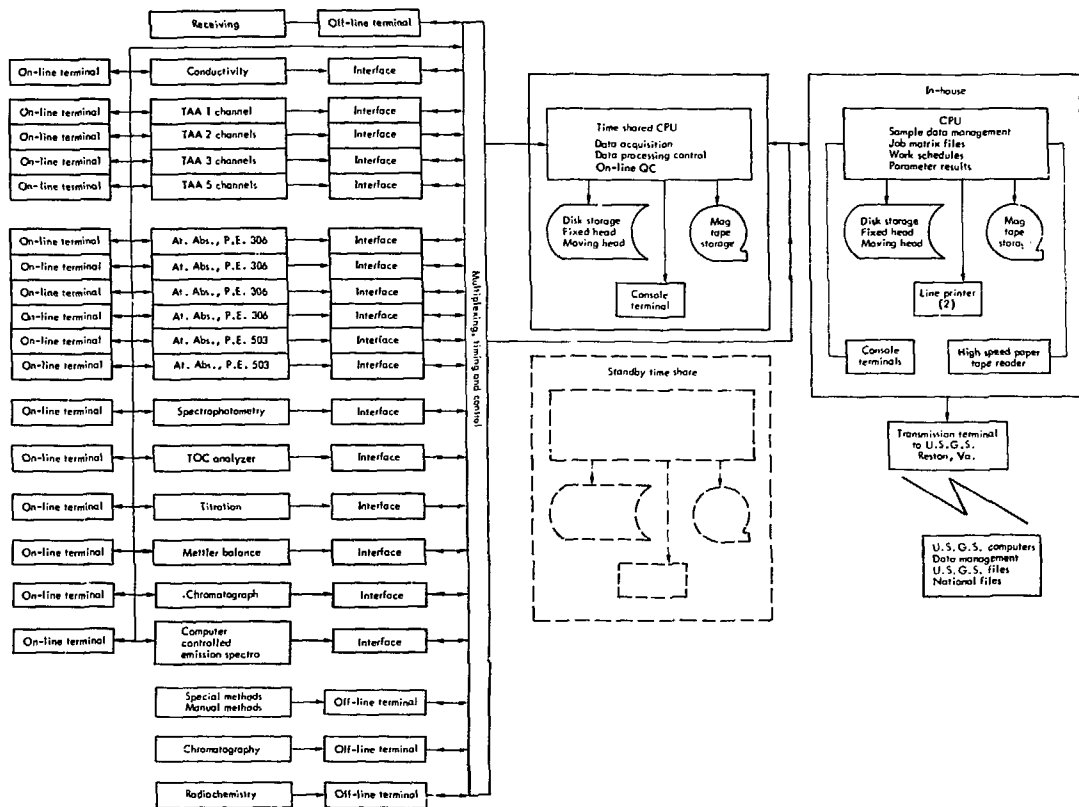 Receiving
Off-line terminal
On-line terminal
Conductivity
Interface
On-line terminal
TAA 1 channel
Interface
On-line terminal
TAA 2 channels
Interface
On-line terminal
TAA 3 channels
Interface
On-line terminal
TAA 5 channels
Interface
On-line terminal
At. Abs., P.E. 306
Interface
On-line terminal
At. Abs., P.E. 306
Interface
On-line terminal
At. Abs., P.E. 306
Interface
On-line terminal
At. Abs., P.E. 306
Interface
On-line terminal
At. Abs., P.E. 503
Interface
On-line terminal
At. Abs., P.E. 503
Interface
On-line terminal
Spectrophotometry
Interface
On-line terminal
TOC analyzer
Interface
On-line terminal
Titration
Interface
On-line terminal
Mettler balance
Interface
On-line terminal
.Chromatograph
Interface
On-line terminal
Computer
controlled
emission spectro
Interface
Special methods
Manual methods
Off-line terminal
Chromatography
Off-line terminal
Radiochemistry
Off-line terminal
Multiplexing, timing and control
Time shared CPU
Data acquisition
Data processing control
On-line QC
Disk storage
Fixed head
Moving head
Mag
tape
storage
Console
terminal
Standby time share
In-house
CPU
Sample data management
Job matrix files
Work schedules
Parameter results
Disk storage
Fixed head
Moving head
Mag
tape
storage
Line printer
(2)
Console
terminals
High speed paper
tape reader
Transmission terminal
to U.S.G.S.
Reston, Va.
U.S.G.S. computers
Data management
U.S.G.S. files
National files